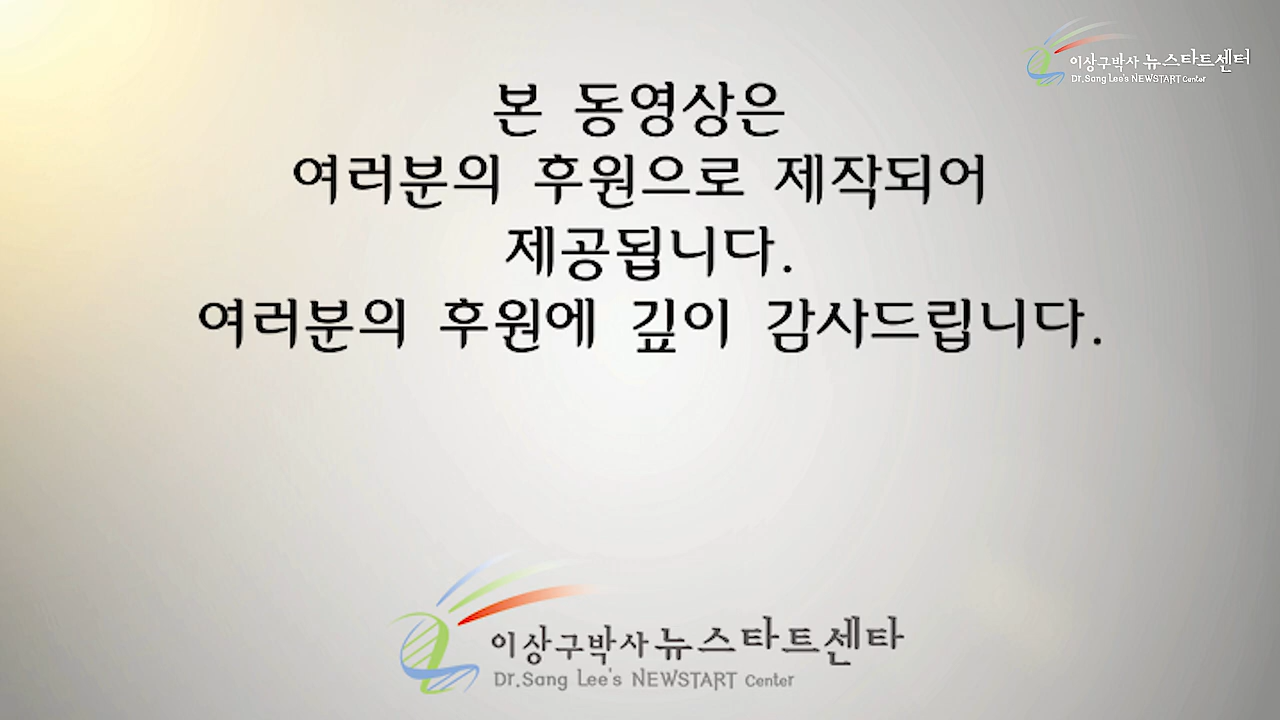 이상구박사 뉴스타트센터
Dr.Sang Lee's NEWSTART Center
본 동영상은
여러분의 후원으로 제작되어
제공됩니다.
여러분의 후원에 깊이 감사드립니다.
이상구박사 뉴스타트센타
Dr.Sang Lee's NEWSTART Center